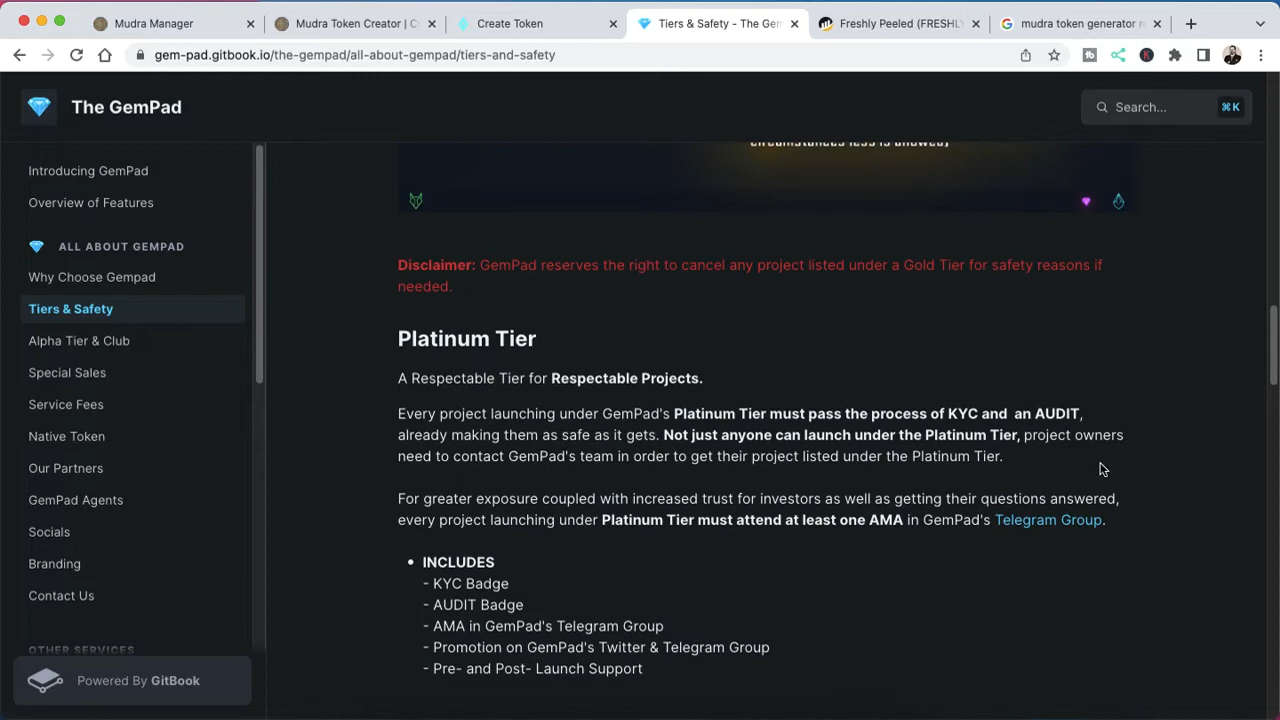 Mudra Manager
Mudra Token Creator | C
Create Token
Tiers & Safety - The Gem
Freshly Peeled (FRESHLY
mudra token generator r
gem-pad.gitbook.io/the-gempad/all-about-gempad/tiers-and-safety
The GemPad
Search...
⌘K
Introducing GemPad
Overview of Features
ALL ABOUT GEMPAD
Why Choose Gempad
Tiers & Safety
Alpha Tier & Club
Special Sales
Service Fees
Native Token
Our Partners
GemPad Agents
Socials
Branding
Contact Us
OTHER SERVICES
Powered By GitBook
circumstances less is allowed)
Disclaimer: GemPad reserves the right to cancel any project listed under a Gold Tier for safety reasons if
needed.
Platinum Tier
A Respectable Tier for Respectable Projects.
Every project launching under GemPad's Platinum Tier must pass the process of KYC and an AUDIT,
already making them as safe as it gets. Not just anyone can launch under the Platinum Tier, project owners
need to contact GemPad's team in order to get their project listed under the Platinum Tier.
For greater exposure coupled with increased trust for investors as well as getting their questions answered,
every project launching under Platinum Tier must attend at least one AMA in GemPad's Telegram Group.
• INCLUDES
- KYC Badge
- AUDIT Badge
- AMA in GemPad's Telegram Group
- Promotion on GemPad's Twitter & Telegram Group
- Pre- and Post- Launch Support